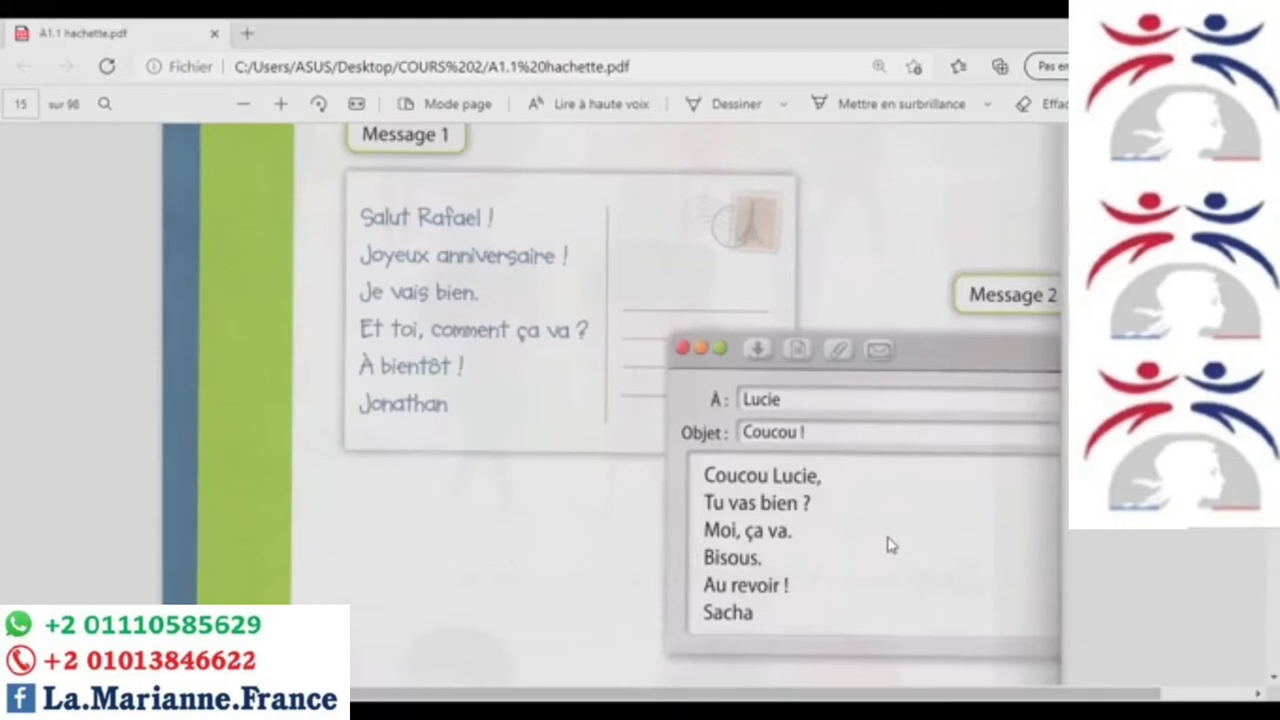 A1.1 hachette.pdf
Fichier
C:/Users/ASUS/Desktop/COURS%202/A1.1%20hachette.pdf
Pas en
15
sur 98
Mode page
Lire à haute voix
Dessiner
Mettre en surbrillance
Effac
Message 1
Salut Rafael !
Joyeux anniversaire !
Je vais bien.
Et toi, comment ça va ?
À bientôt !
Jonathan
Message 2
À : Lucie
Objet : Coucou !
Coucou Lucie,
Tu vas bien ?
Moi, ça va.
Bisous.
Au revoir !
Sacha
+2 01110585629
+2 01013846622
La.Marianne.France